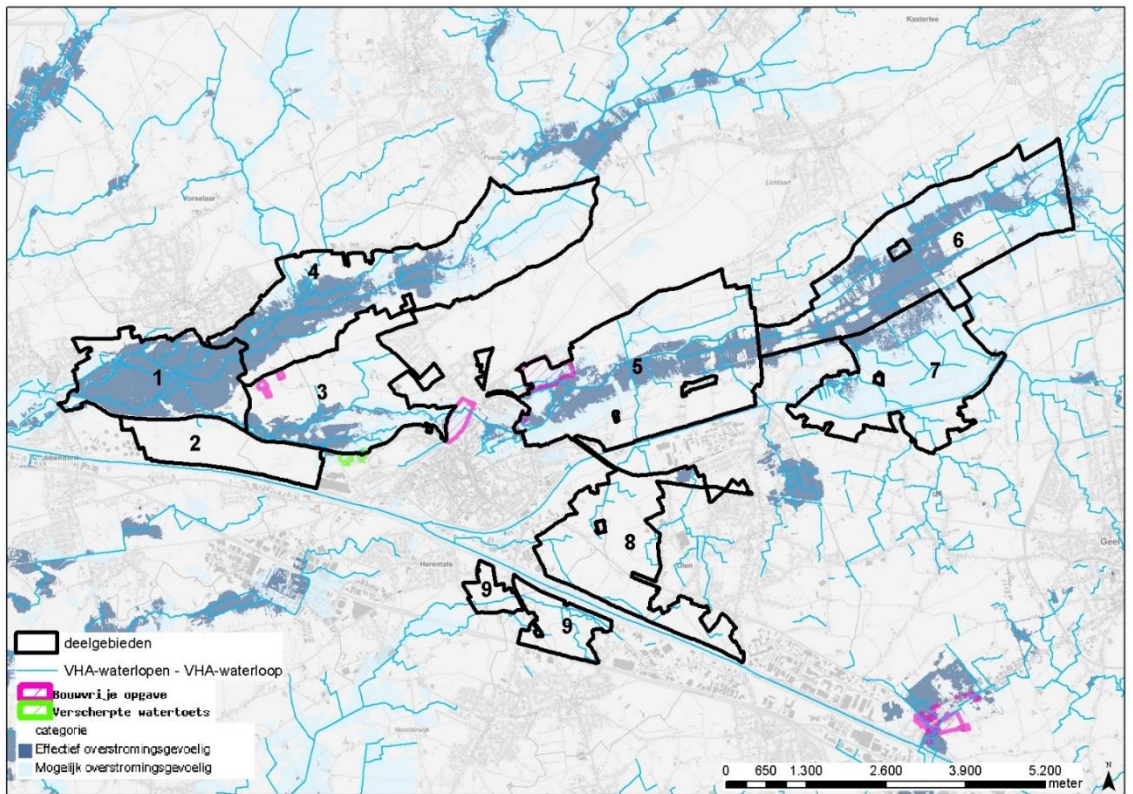 Kasterlee
Poederlee
Lichtaart
Vorselaar
6
4
1
5
7
3
2
8
Geel
Olen
Herentals
9
9
deelgebieden
VHA-waterlopen - VHA-waterloop
Bouwvrije opgave
Verscherpte watertoets
categorie
Effectief overstromingsgevoelig
Mogelijk overstromingsgevoelig
Noorderwijk
N
0 650 1.300 2.600 3.900 5.200
meter